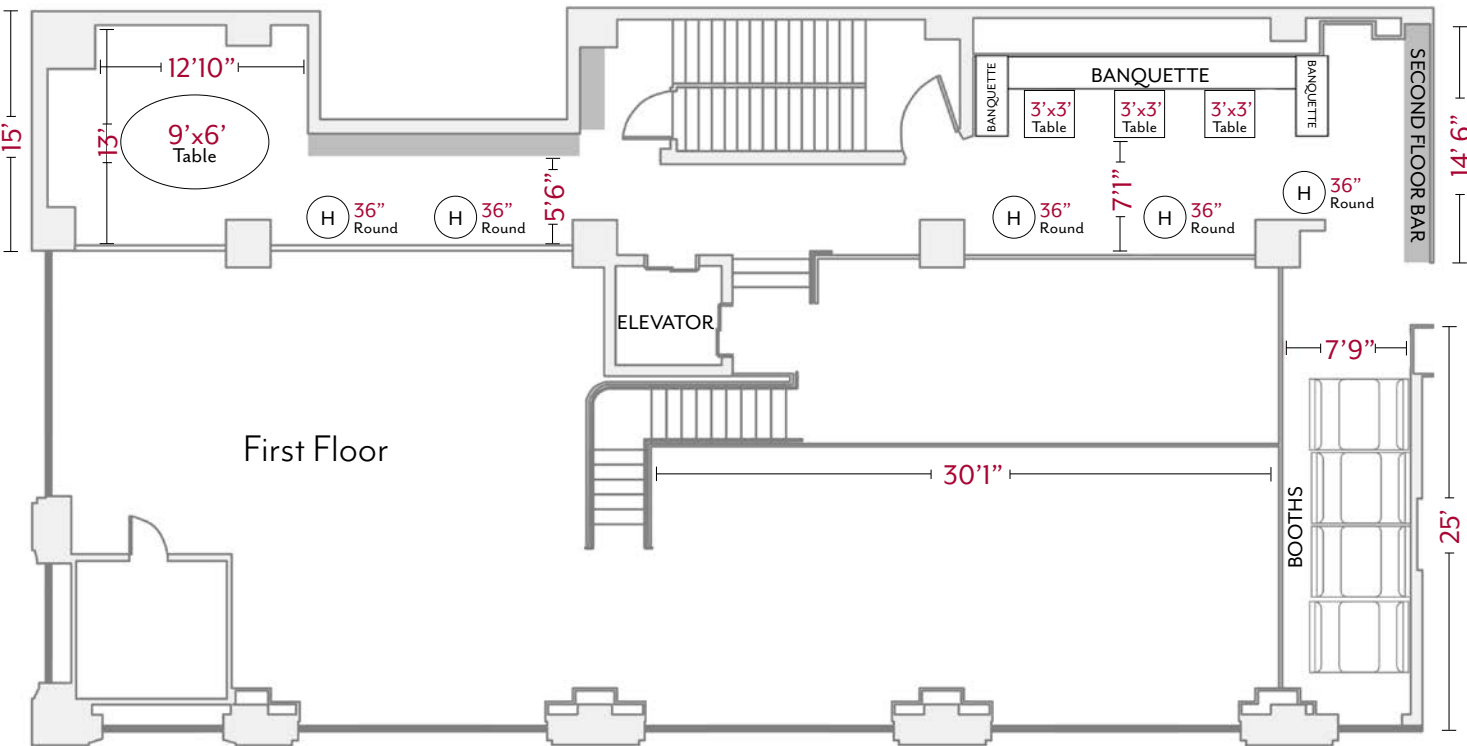 12'10"
15'
13'
9'x6'
Table
BANQUETTE
BANQUETTE
BANQUETTE
3'x3'
Table
3'x3'
Table
3'x3'
Table
SECOND FLOOR BAR
14' 6"
5'6"
7'1"
H
36"
Round
H
36"
Round
H
36"
Round
H
36"
Round
H
36"
Round
ELEVATOR
7'9"
First Floor
30'1"
BOOTHS
25'